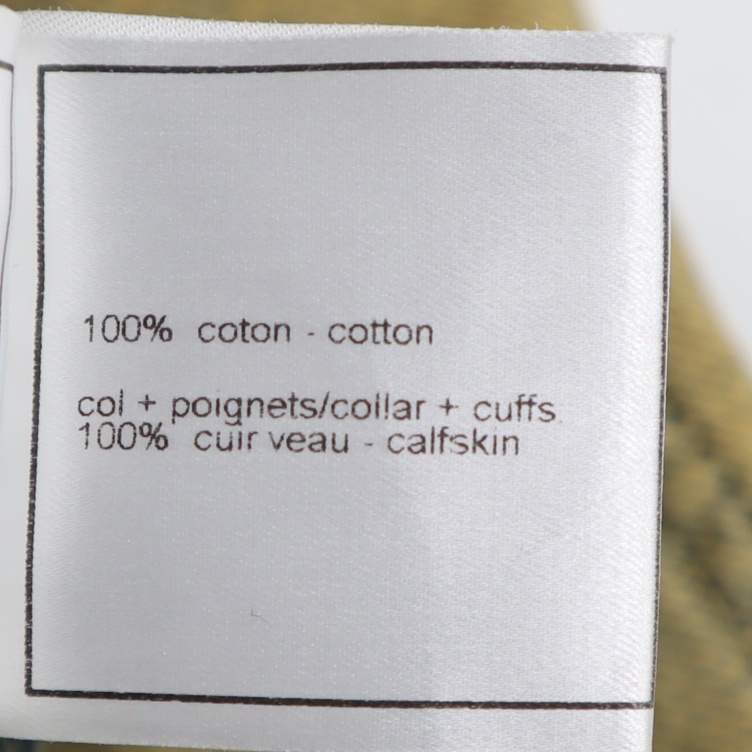 100% coton - cotton
col + poignets/collar + cuffs
100% cuir veau - calfskin